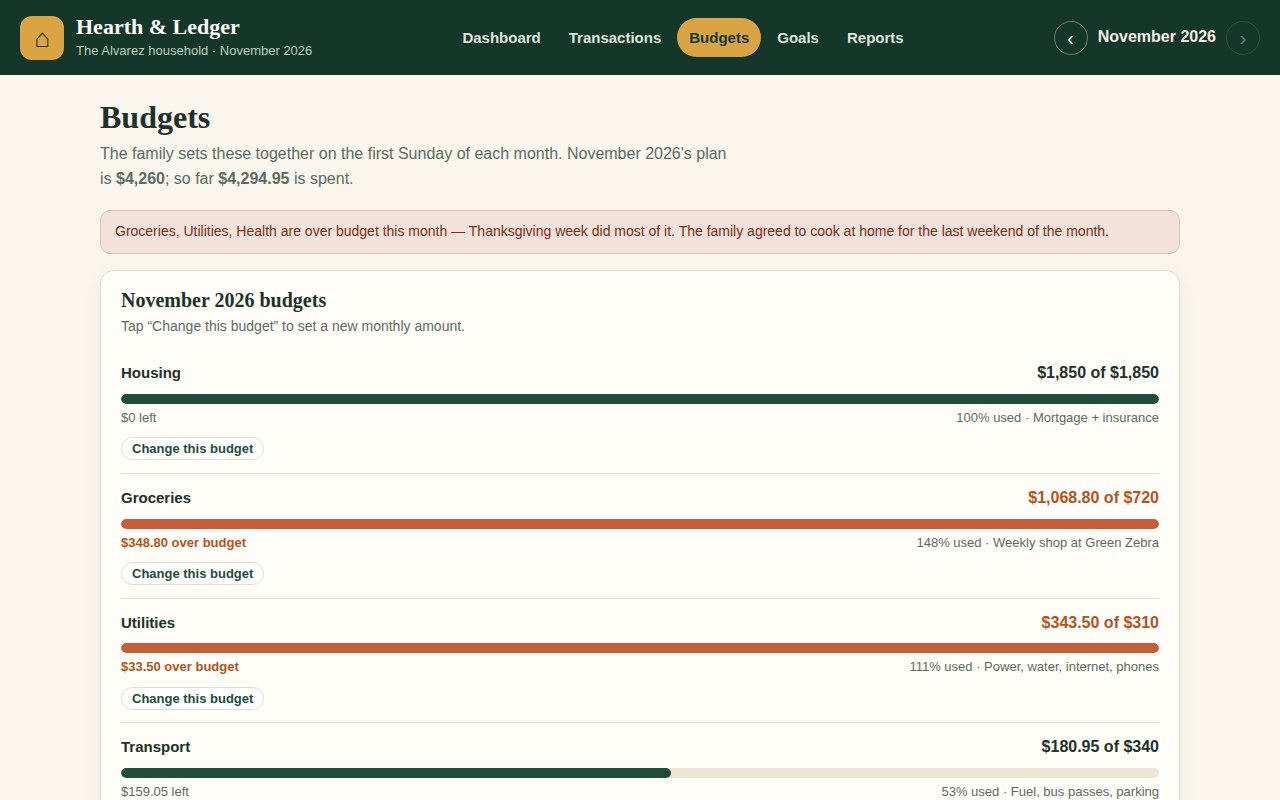 Hearth & Ledger
The Alvarez household · November 2026
Dashboard Transactions Budgets Goals Reports
‹ November 2026 ›
Budgets
The family sets these together on the first Sunday of each month. November 2026's plan
is $4,260; so far $4,294.95 is spent.
Groceries, Utilities, Health are over budget this month — Thanksgiving week did most of it. The family agreed to cook at home for the last weekend of the month.
November 2026 budgets
Tap “Change this budget” to set a new monthly amount.
Housing $1,850 of $1,850
$0 left 100% used · Mortgage + insurance
Change this budget
Groceries $1,068.80 of $720
$348.80 over budget 148% used · Weekly shop at Green Zebra
Change this budget
Utilities $343.50 of $310
$33.50 over budget 111% used · Power, water, internet, phones
Change this budget
Transport $180.95 of $340
$159.05 left 53% used · Fuel, bus passes, parking